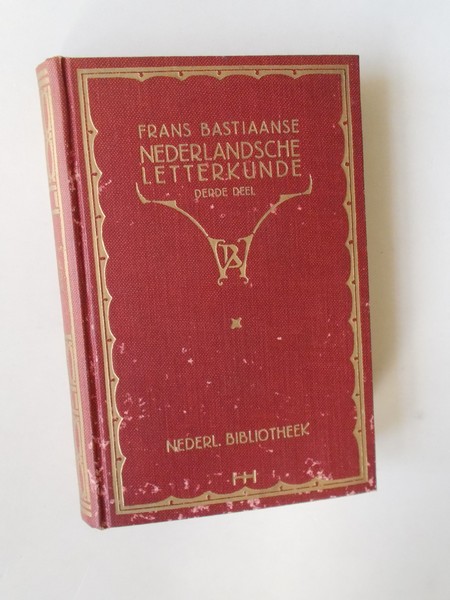 FRANS BASTIAANSE
NEDERLANDSCHE
LETTERKUNDE
DERDE DEEL
NEDERL. BIBLIOTHEEK